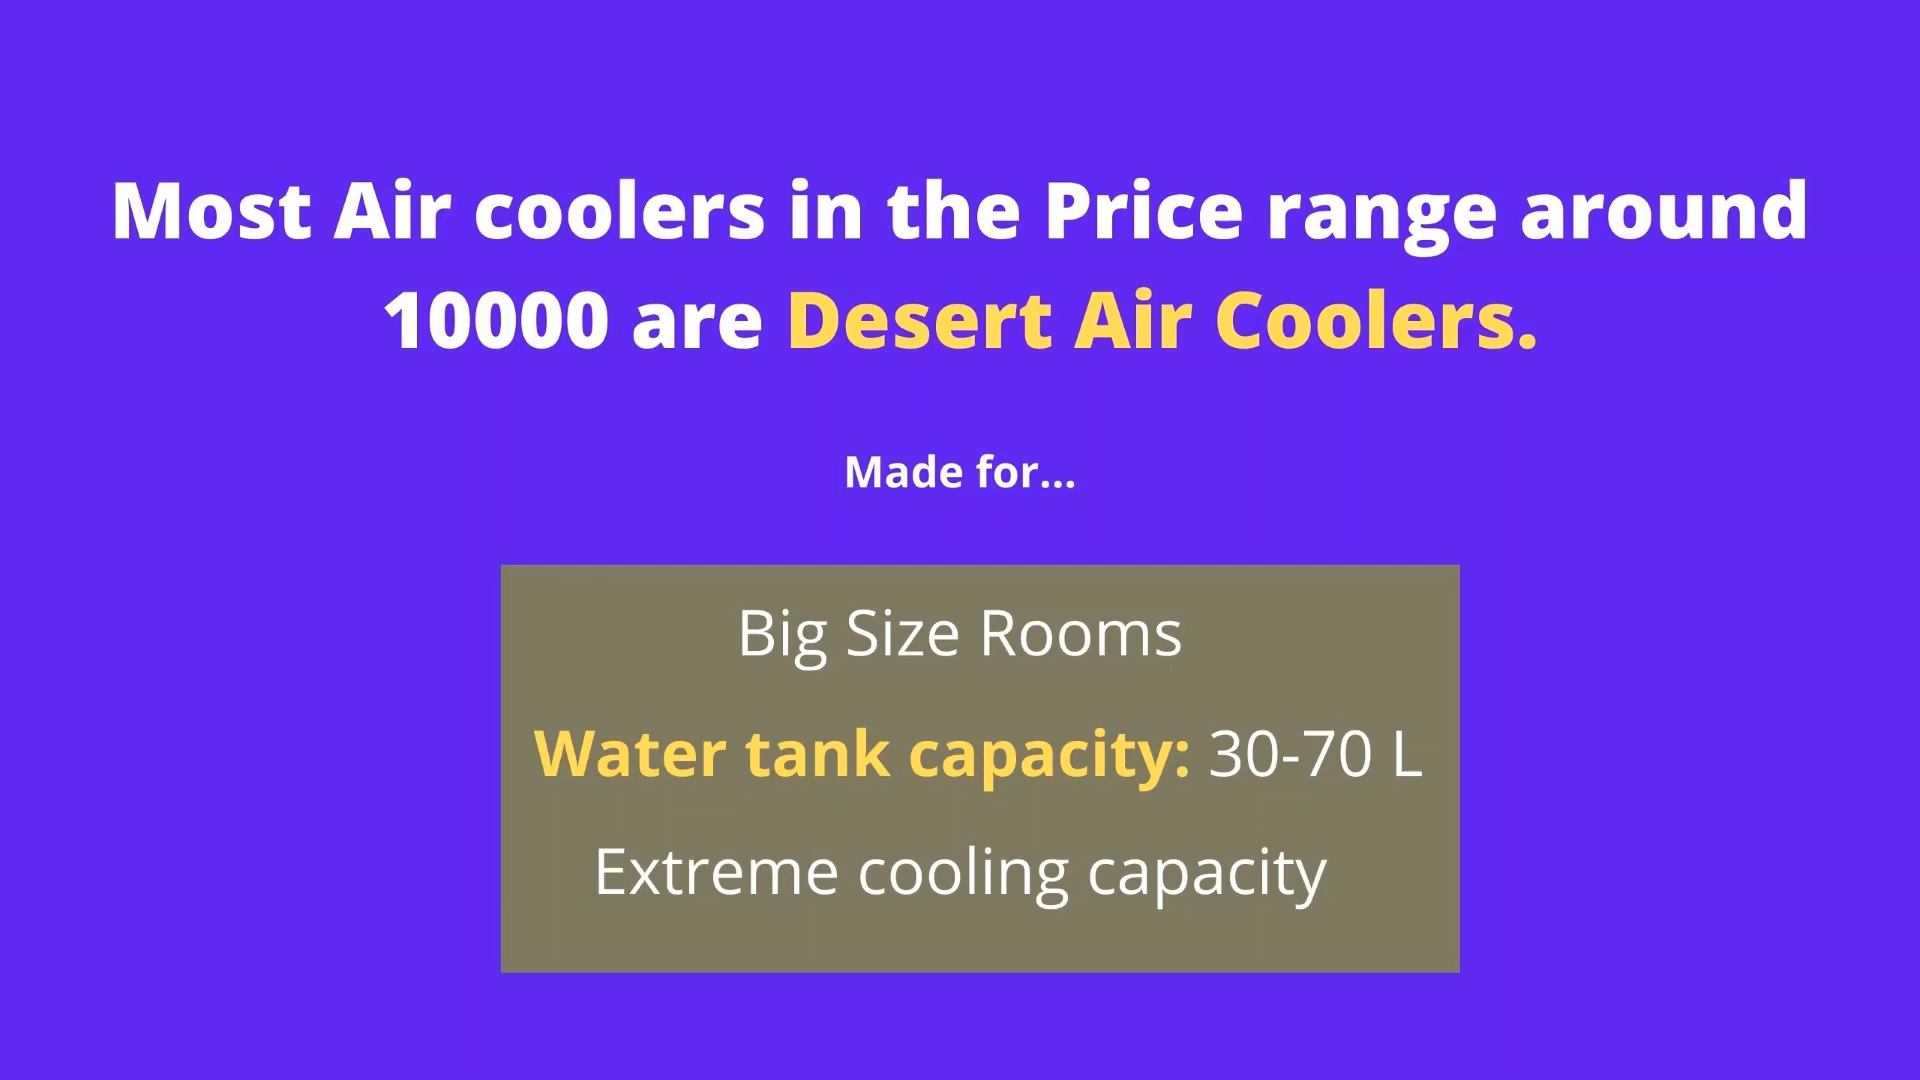 Most Air coolers in the Price range around
10000 are Desert Air Coolers.
Made for...
Big Size Rooms
Water tank capacity: 30-70 L
Extreme cooling capacity